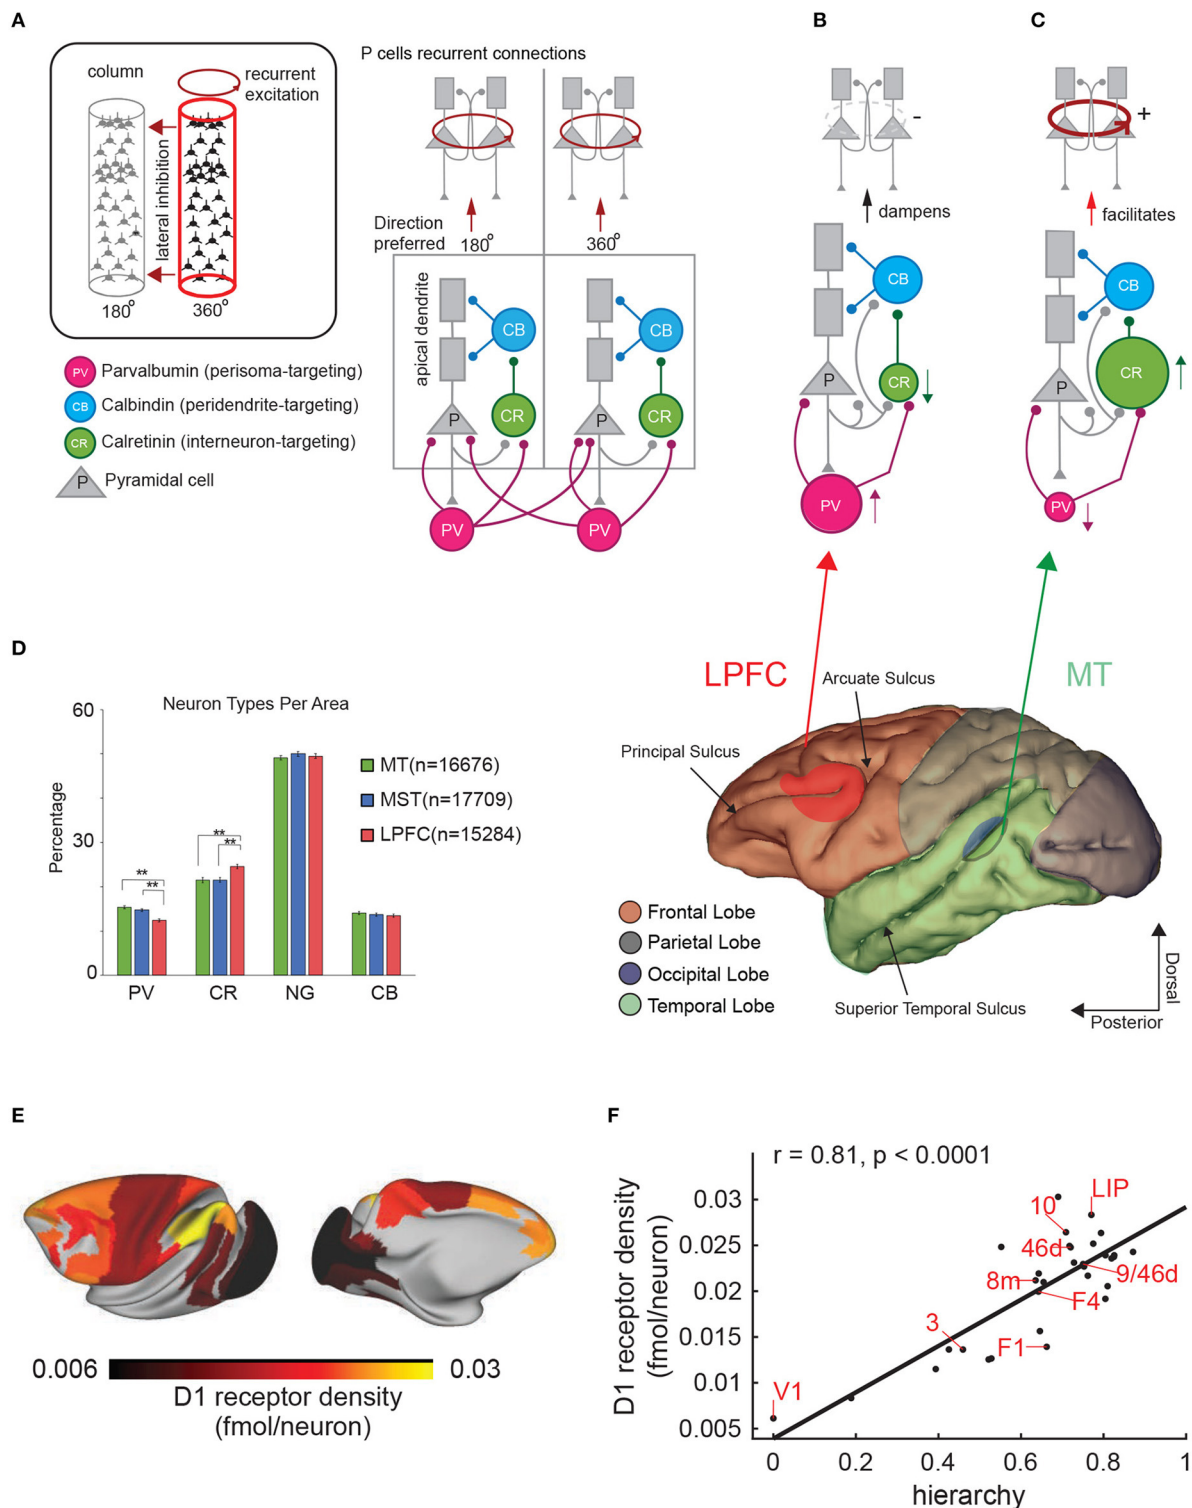 A
B
C
column
recurrent
excitation
lateral inhibition
180°
360°
P cells recurrent connections
Direction
preferred
180°
360°
apical dendrite
CB
CR
P
PV
CB
CR
P
PV
PV Parvalbumin (perisoma-targeting)
CB Calbindin (peridendrite-targeting)
CR Calretinin (interneuron-targeting)
P Pyramidal cell
-
dampens
CB
P
CR
PV
+
facilitates
CB
P
CR
PV
D
Neuron Types Per Area
Percentage
60
30
0
** 
**
**
**
PV
CR
NG
CB
MT(n=16676)
MST(n=17709)
LPFC(n=15284)
LPFC
MT
Arcuate Sulcus
Principal Sulcus
Frontal Lobe
Parietal Lobe
Occipital Lobe
Temporal Lobe
Superior Temporal Sulcus
Dorsal
Posterior
E
0.006
0.03
D1 receptor density
(fmol/neuron)
F
r = 0.81, p < 0.0001
D1 receptor density
(fmol/neuron)
0.03
0.025
0.02
0.015
0.01
0.005
LIP
10
46d
9/46d
8m
F4
3
F1
V1
0
0.2
0.4
0.6
0.8
1
hierarchy